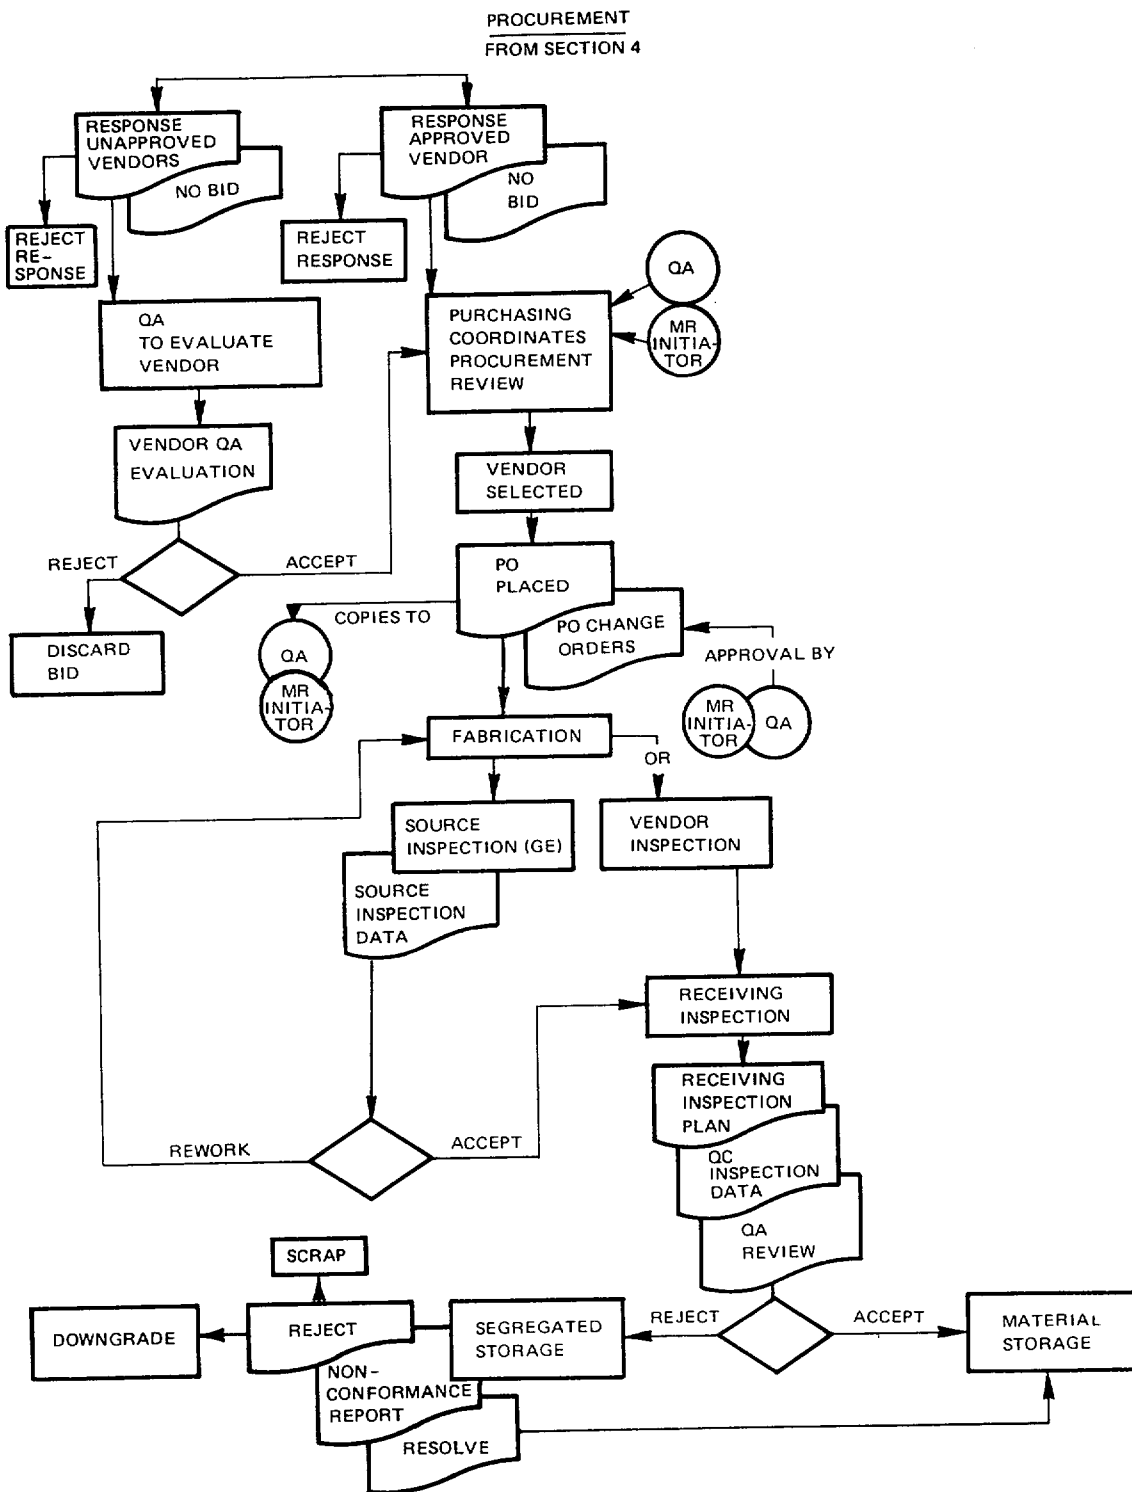 PROCUREMENT
FROM SECTION 4
RESPONSE
UNAPPROVED
VENDORS
NO BID
RESPONSE
APPROVED
VENDOR
NO
BID
REJECT
RE-
SPONSE
REJECT
RESPONSE
QA
MR
INITIA-
TOR
QA
TO EVALUATE
VENDOR
PURCHASING
COORDINATES
PROCUREMENT
REVIEW
VENDOR QA
EVALUATION
VENDOR
SELECTED
REJECT
ACCEPT
PO
PLACED
COPIES TO
PO CHANGE
ORDERS
APPROVAL BY
DISCARD
BID
QA
MR
INITIA-
TOR
MR
INITIA-
TOR
QA
FABRICATION
OR
SOURCE
INSPECTION (GE)
VENDOR
INSPECTION
SOURCE
INSPECTION
DATA
RECEIVING
INSPECTION
RECEIVING
INSPECTION
PLAN
REWORK
ACCEPT
QC
INSPECTION
DATA
QA
REVIEW
SCRAP
DOWNGRADE
REJECT
SEGREGATED
STORAGE
REJECT
ACCEPT
MATERIAL
STORAGE
NON-
CONFORMANCE
REPORT
RESOLVE